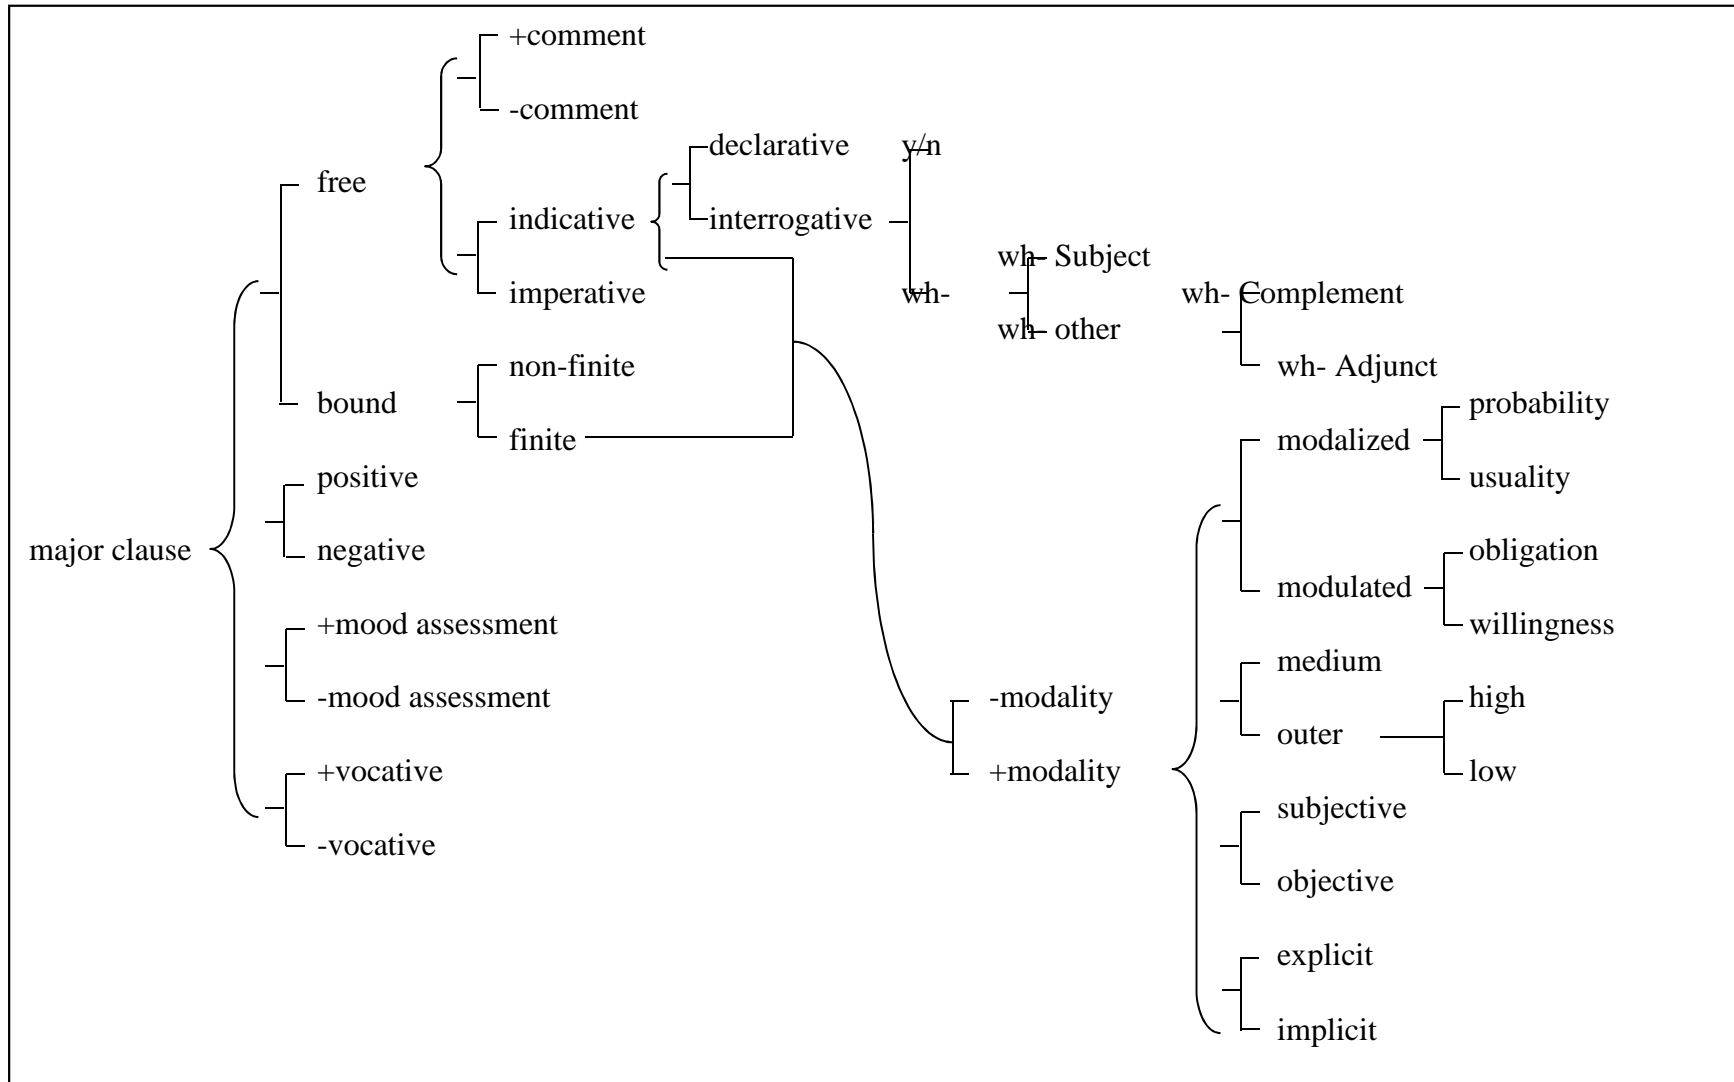 +comment
-comment
declarative y/n
free
indicative interrogative
wh- Subject
imperative wh- wh- Complement
wh- other
non-finite wh- Adjunct
bound probability
finite modalized
positive usuality
major clause negative modulated obligation
+mood assessment willingness
medium
-mood assessment -modality high
outer
+vocative +modality low
subjective
-vocative
objective
explicit
implicit